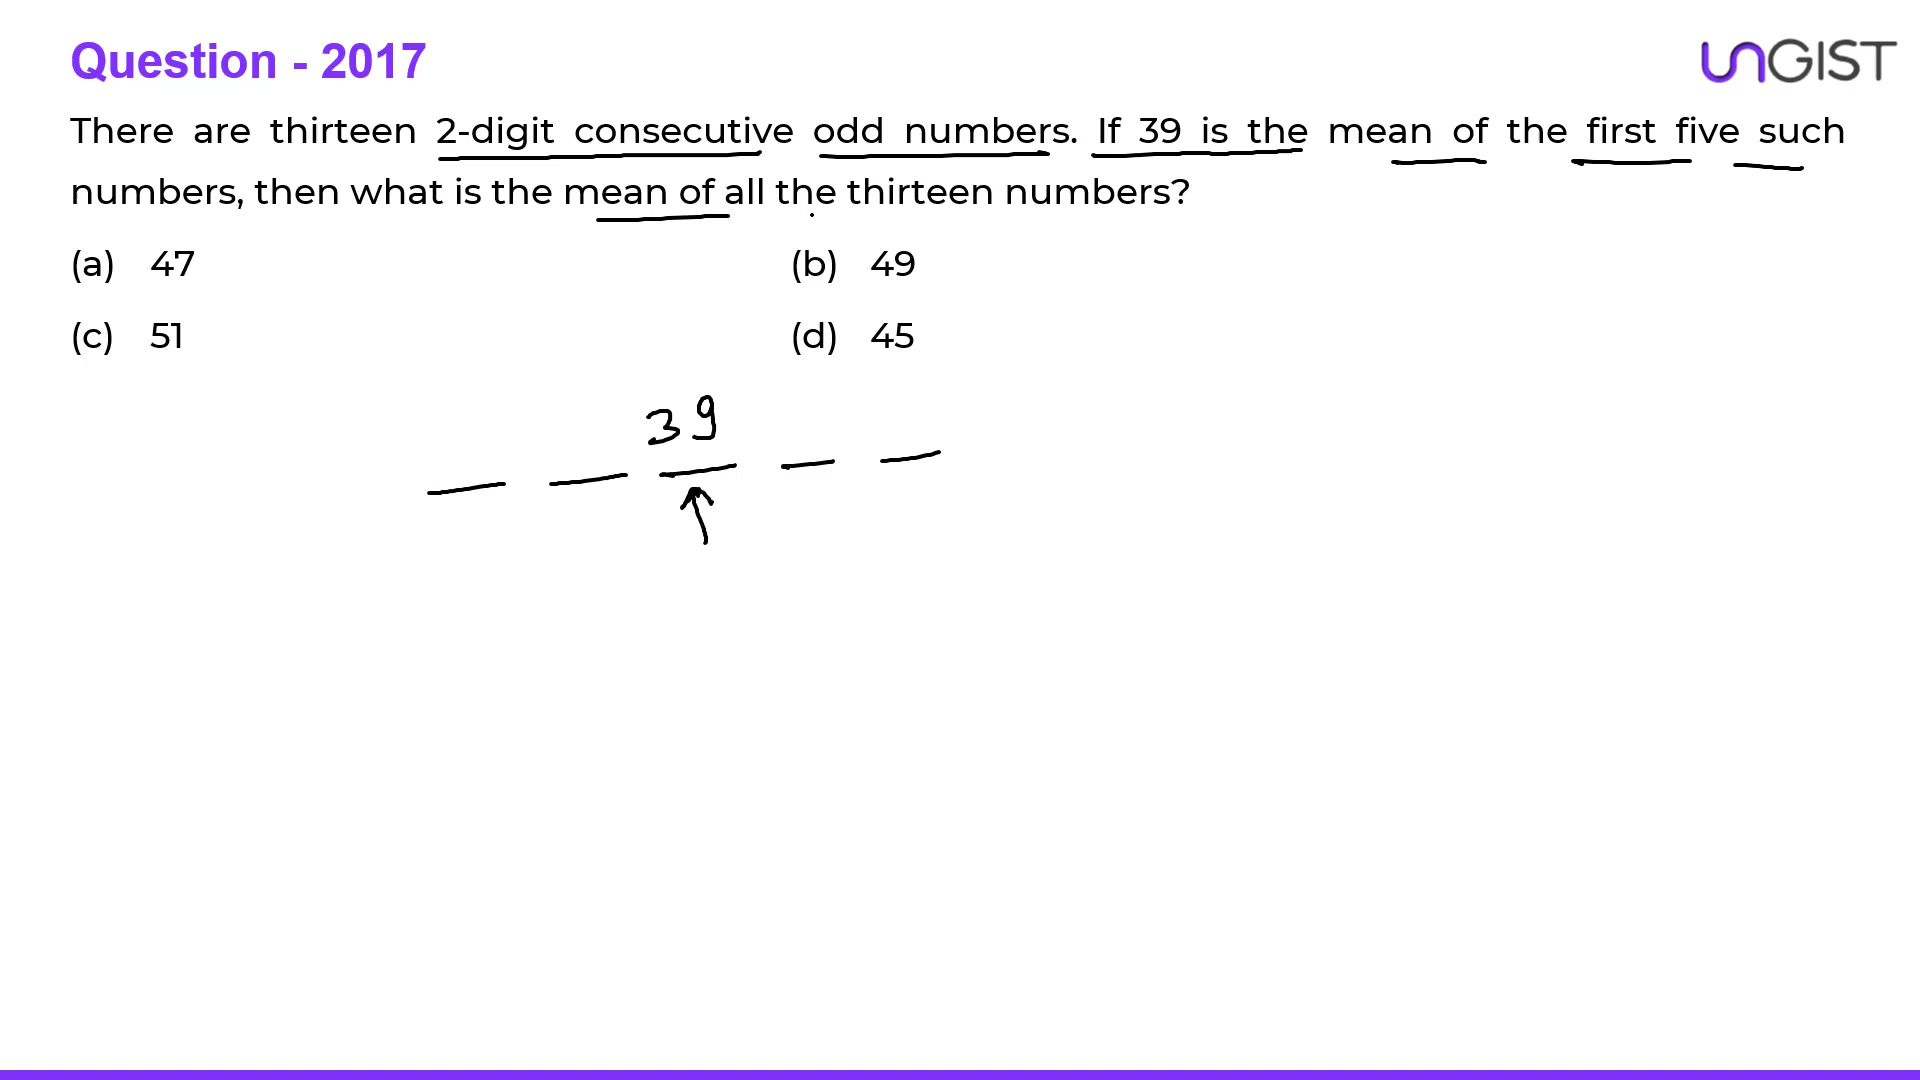 Question - 2017
UNGIST
There are thirteen 2-digit consecutive odd numbers. If 39 is the mean of the first five such
numbers, then what is the mean of all the thirteen numbers?
(a) 47 (b) 49
(c) 51 (d) 45
39